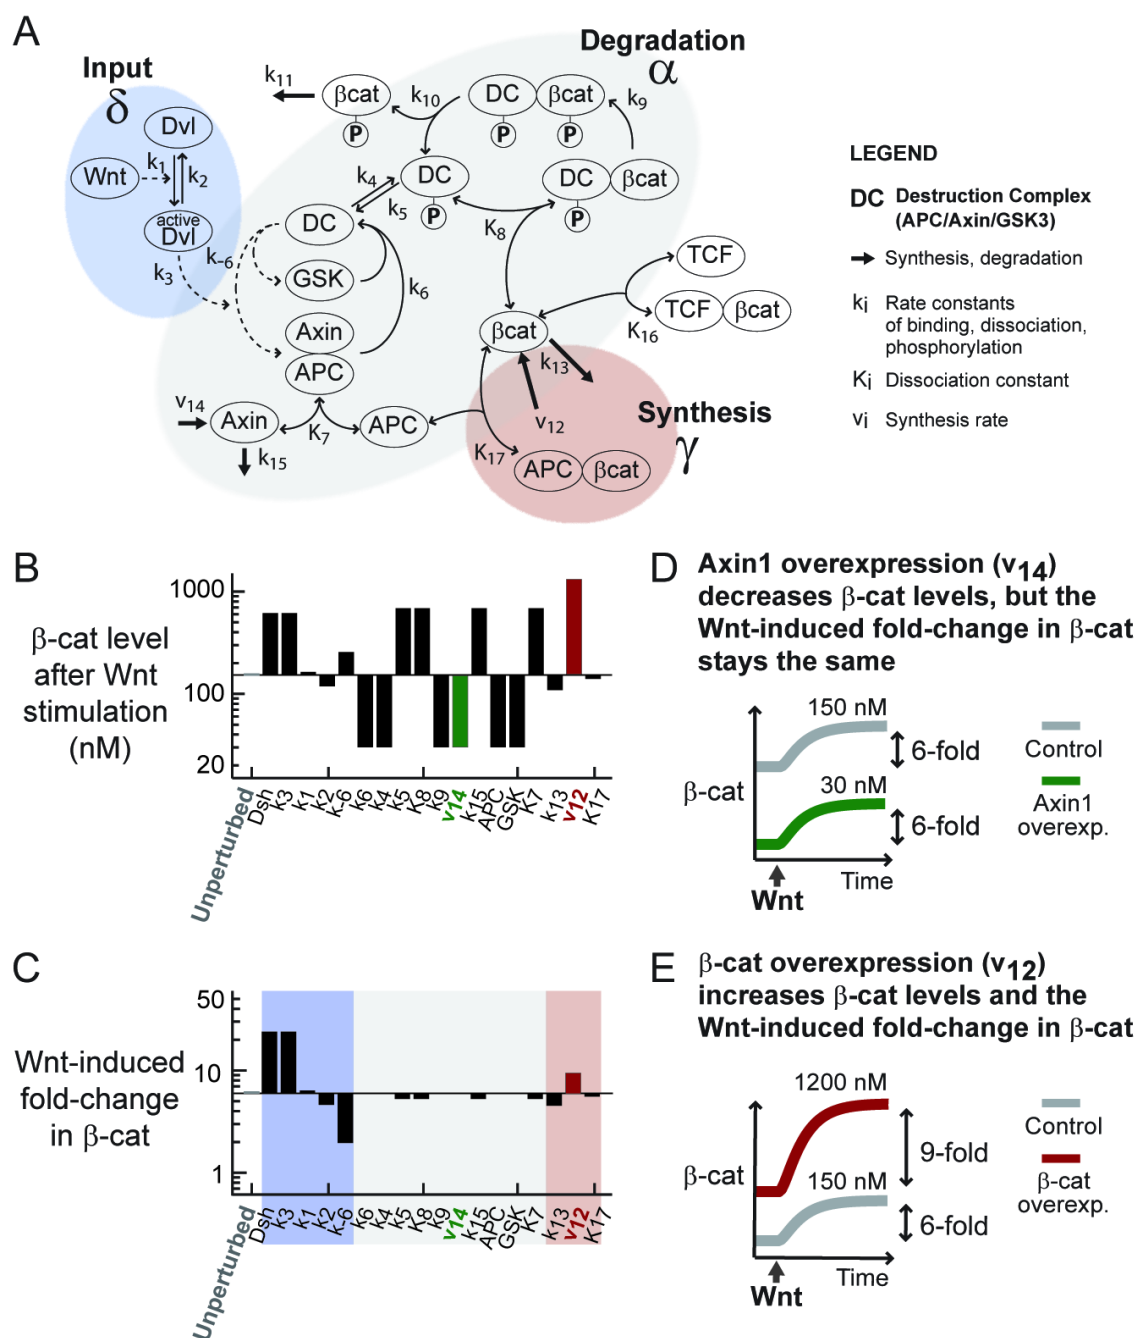 A
Input
δ
Degradation
α
Dvl
Wnt
k1
k2
active
Dvl
k3
k-6
k11
βcat
P
k10
DC
βcat
P
P
k9
k4
k5
DC
P
DC
βcat
P
K8
DC
GSK
k6
Axin
APC
v14
Axin
k15
K7
APC
βcat
TCF
TCF
βcat
K16
k13
v12
K17
APC
βcat
Synthesis
γ
LEGEND
DC Destruction Complex
(APC/Axin/GSK3)
Synthesis, degradation
ki Rate constants
of binding, dissociation,
phosphorylation
Ki Dissociation constant
vi Synthesis rate
B
β-cat level
after Wnt
stimulation
(nM)
1000
100
20
Unperturbed
Dsh
k3
k1
k2
k-6
k6
k4
k5
K8
k9
v14
k15
APC
GSK
K7
k13
v12
K17
C
Wnt-induced
fold-change
in β-cat
50
10
1
Unperturbed
Dsh
k3
k1
k2
k-6
k6
k4
k5
K8
k9
v14
k15
APC
GSK
K7
k13
v12
K17
D
Axin1 overexpression (v14)
decreases β-cat levels, but the
Wnt-induced fold-change in β-cat
stays the same
150 nM
6-fold
30 nM
6-fold
β-cat
Wnt
Time
Control
Axin1
overexp.
E
β-cat overexpression (v12)
increases β-cat levels and the
Wnt-induced fold-change in β-cat
1200 nM
9-fold
150 nM
6-fold
β-cat
Wnt
Time
Control
β-cat
overexp.